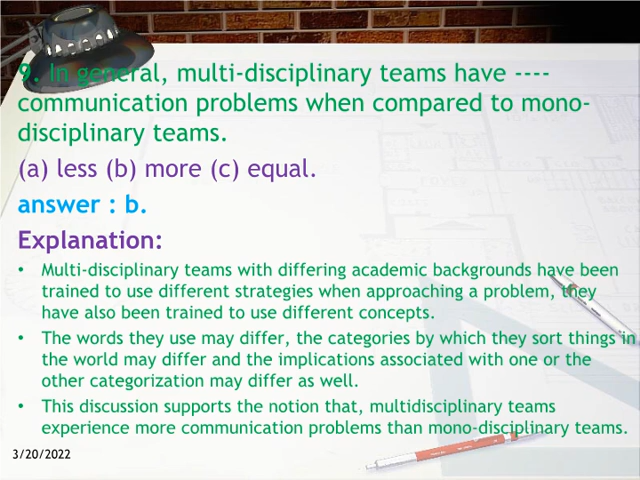 9. In general, multi-disciplinary teams have ----
communication problems when compared to mono-
disciplinary teams.
(a) less (b) more (c) equal.
answer : b.
Explanation:
• Multi-disciplinary teams with differing academic backgrounds have been
trained to use different strategies when approaching a problem, they
have also been trained to use different concepts.
• The words they use may differ, the categories by which they sort things in
the world may differ and the implications associated with one or the
other categorization may differ as well.
• This discussion supports the notion that, multidisciplinary teams
experience more communication problems than mono-disciplinary teams.
3/20/2022